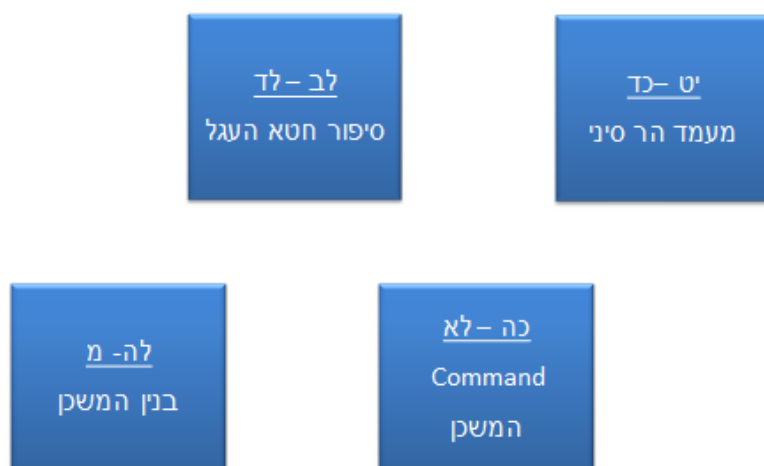 יט –כד
מעמד הר סיני
לב – לד
סיפור חטא העגל
כה – לא
Command
המשכן
לה- מ
בנין המשכן